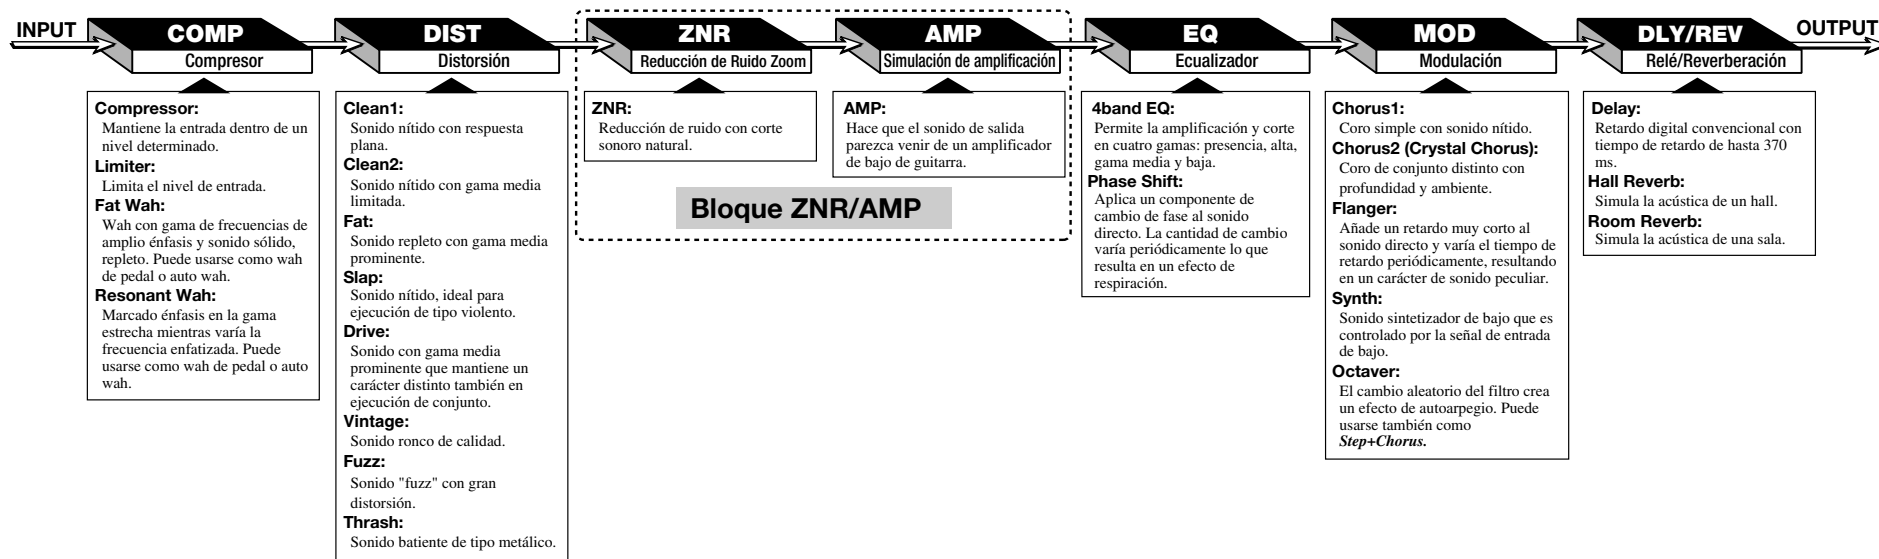 INPUT
COMP
Compresor
DIST
Distorsión
ZNR
Reducción de Ruido Zoom
AMP
Simulación de amplificación
EQ
Ecualizador
MOD
Modulación
DLY/REV
Relé/Reverberación
OUTPUT
Compressor:
Mantiene la entrada dentro de un
nivel determinado.
Limiter:
Limita el nivel de entrada.
Fat Wah:
Wah con gama de frecuencias de
amplio énfasis y sonido sólido,
repleto. Puede usarse como wah
de pedal o auto wah.
Resonant Wah:
Marcado énfasis en la gama
estrecha mientras varía la
frecuencia enfatizada. Puede
usarse como wah de pedal o auto
wah.
Clean1:
Sonido nítido con respuesta
plana.
Clean2:
Sonido nítido con gama media
limitada.
Fat:
Sonido repleto con gama media
prominente.
Slap:
Sonido nítido, ideal para
ejecución de tipo violento.
Drive:
Sonido con gama media
prominente que mantiene un
carácter distinto también en
ejecución de conjunto.
Vintage:
Sonido ronco de calidad.
Fuzz:
Sonido "fuzz" con gran
distorsión.
Thrash:
Sonido batiente de tipo metálico.
ZNR:
Reducción de ruido con corte
sonoro natural.
AMP:
Hace que el sonido de salida
parezca venir de un amplificador
de bajo de guitarra.
Bloque ZNR/AMP
4band EQ:
Permite la amplificación y corte
en cuatro gamas: presencia, alta,
gama media y baja.
Phase Shift:
Aplica un componente de
cambio de fase al sonido
directo. La cantidad de cambio
varía periódicamente lo que
resulta en un efecto de
respiración.
Chorus1:
Coro simple con sonido nítido.
Chorus2 (Crystal Chorus):
Coro de conjunto distinto con
profundidad y ambiente.
Flanger:
Añade un retardo muy corto al
sonido directo y varía el tiempo de
retardo periódicamente, resultando
en un carácter de sonido peculiar.
Synth:
Sonido sintetizador de bajo que es
controlado por la señal de entrada
de bajo.
Octaver:
El cambio aleatorio del filtro crea
un efecto de autoarpegio. Puede
usarse también como
Step+Chorus.
Delay:
Retardo digital convencional con
tiempo de retardo de hasta 370
ms.
Hall Reverb:
Simula la acústica de un hall.
Room Reverb:
Simula la acústica de una sala.